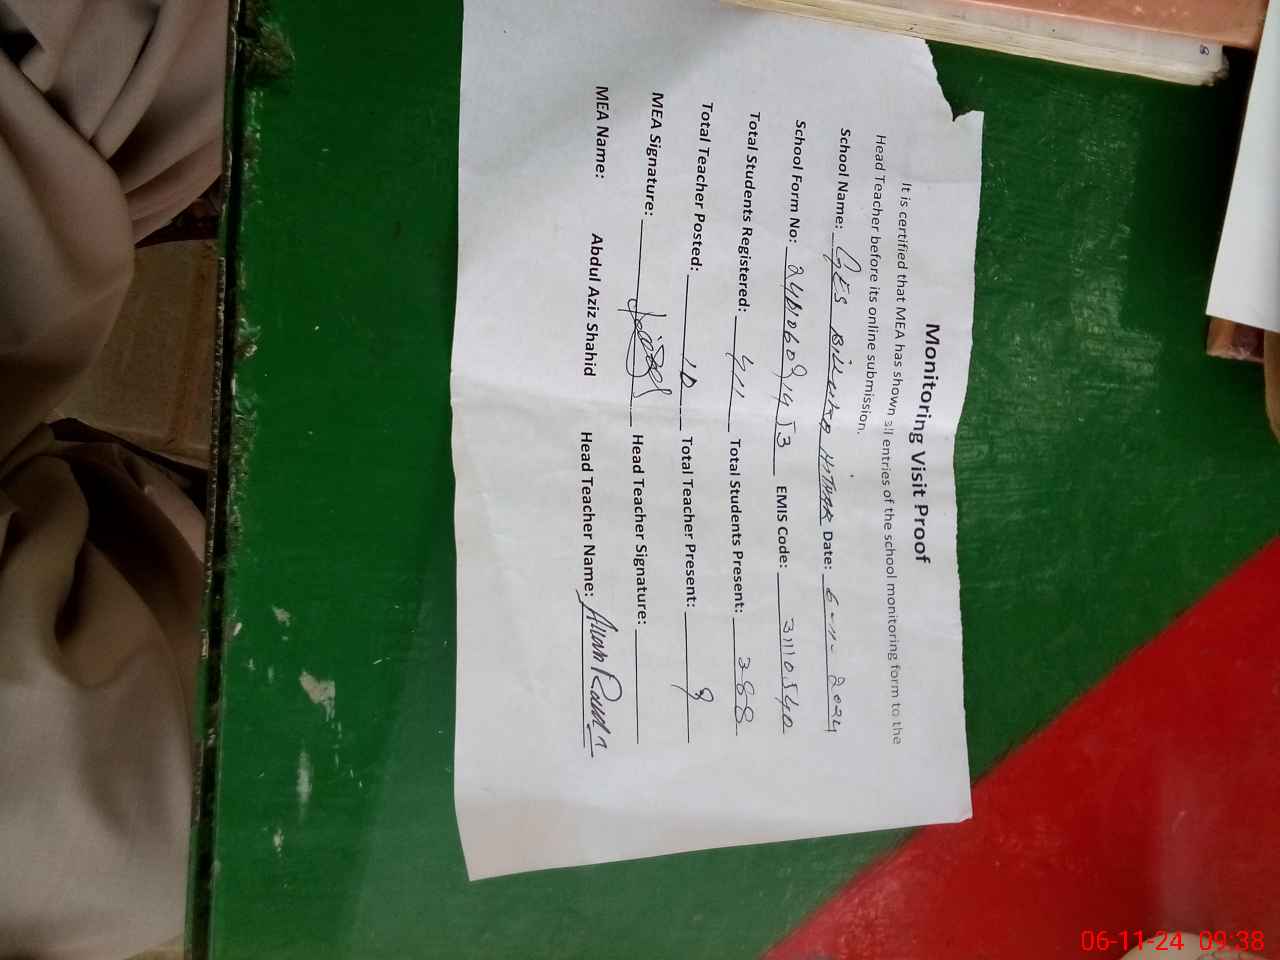 Monitoring Visit Proof
It is certified that MEA has shown all entries of the school monitoring form to the
Head Teacher before its online submission.
School Name: GES Date: 6-11-2024
School Form No: EMIS Code: 31110540
Total Students Registered: 411 Total Students Present: 388
Total Teacher Posted: 10 Total Teacher Present: 9
MEA Signature: Head Teacher Signature:
MEA Name: Abdul Aziz Shahid Head Teacher Name: Allah
8
06-11-24 09:38